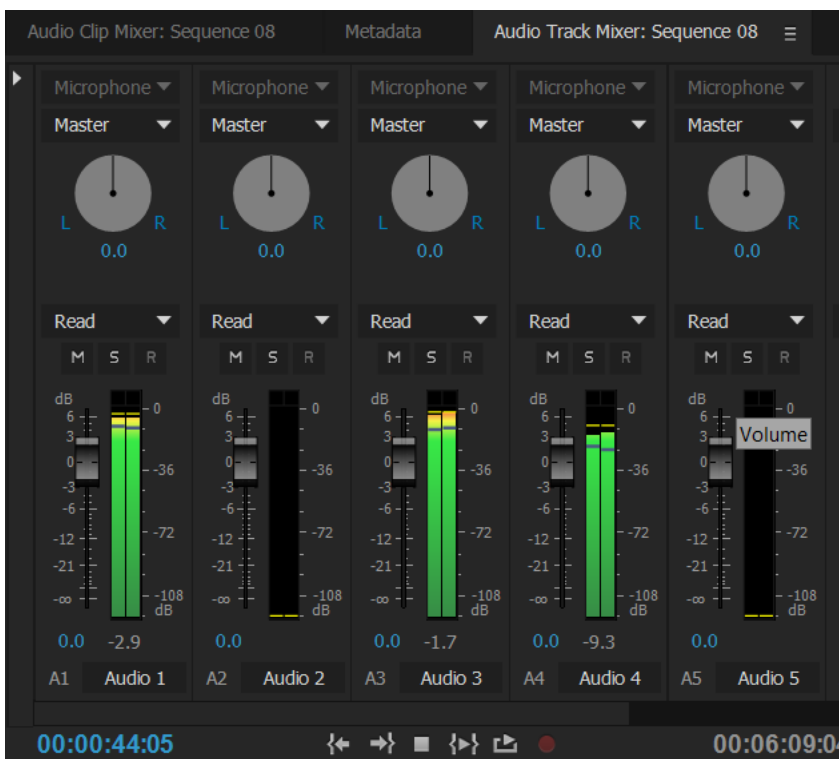 Audio Clip Mixer: Sequence 08 Metadata Audio Track Mixer: Sequence 08
Microphone Microphone Microphone Microphone Microphone
Master Master Master Master Master
L R L R L R L R L R
0.0 0.0 0.0 0.0 0.0
Read Read Read Read Read
M S R M S R M S R M S R M S R
dB dB dB dB dB
6 0 6 0 6 0 6 0 6 0
3 3 3 3 3 Volume
0 -36 0 -36 0 -36 0 -36 0 -36
-3 -3 -3 -3 -3
-6 -6 -6 -6 -6
-12 -72 -12 -72 -12 -72 -12 -72 -12 -72
-21 -21 -21 -21 -21
-∞ -108 -∞ -108 -∞ -108 -∞ -108 -∞ -108
dB dB dB dB dB
0.0 -2.9 0.0 0.0 -1.7 0.0 -9.3 0.0
A1 Audio 1 A2 Audio 2 A3 Audio 3 A4 Audio 4 A5 Audio 5
00:00:44:05 00:06:09:04